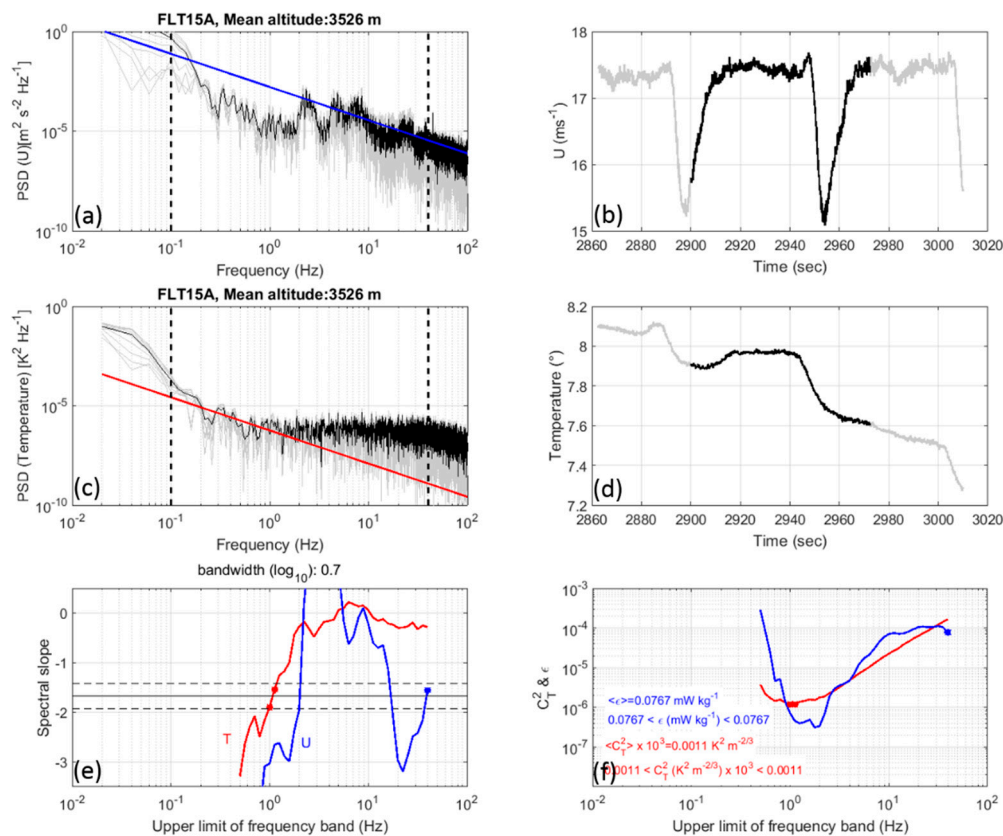 FLT15A, Mean altitude:3526 m
10^0
10^-5
10^-10
PSD (U)[m^2 s^-2 Hz^-1]
(a)
10^-2 10^-1 10^0 10^1 10^2
Frequency (Hz)
18
17
16
15
U (ms^-1)
(b)
2860 2880 2900 2920 2940 2960 2980 3000 3020
Time (sec)
FLT15A, Mean altitude:3526 m
10^0
10^-5
10^-10
PSD (Temperature) [K^2 Hz^-1]
(c)
10^-2 10^-1 10^0 10^1 10^2
Frequency (Hz)
8.2
8
7.8
7.6
7.4
7.2
Temperature (°)
(d)
2860 2880 2900 2920 2940 2960 2980 3000 3020
Time (sec)
bandwidth (log_10): 0.7
0
-1
-2
-3
Spectral slope
T
U
(e)
10^-2 10^-1 10^0 10^1 10^2
Upper limit of frequency band (Hz)
10^-3
10^-4
10^-5
10^-6
10^-7
C_T^2 & ϵ
<ϵ>=0.0767 mW kg^-1
0.0767 < ϵ (mW kg^-1) < 0.0767
<C_T^2> x 10^3=0.0011 K^2 m^-2/3
0.0011 < C_T^2 (K^2 m^-2/3) x 10^3 < 0.0011
(f)
10^-2 10^-1 10^0 10^1 10^2
Upper limit of frequency band (Hz)